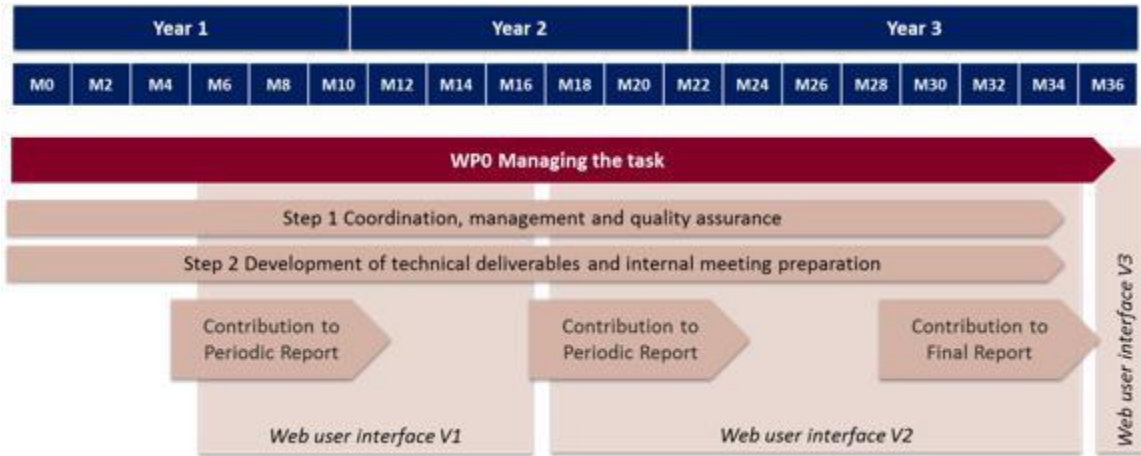 Year 1 Year 2 Year 3
M0 M2 M4 M6 M8 M10 M12 M14 M16 M18 M20 M22 M24 M26 M28 M30 M32 M34 M36
WP0 Managing the task
Step 1 Coordination, management and quality assurance
Step 2 Development of technical deliverables and internal meeting preparation
Contribution to
Periodic Report
Contribution to
Periodic Report
Contribution to
Final Report
Web user interface V1
Web user interface V2
Web user interface V3